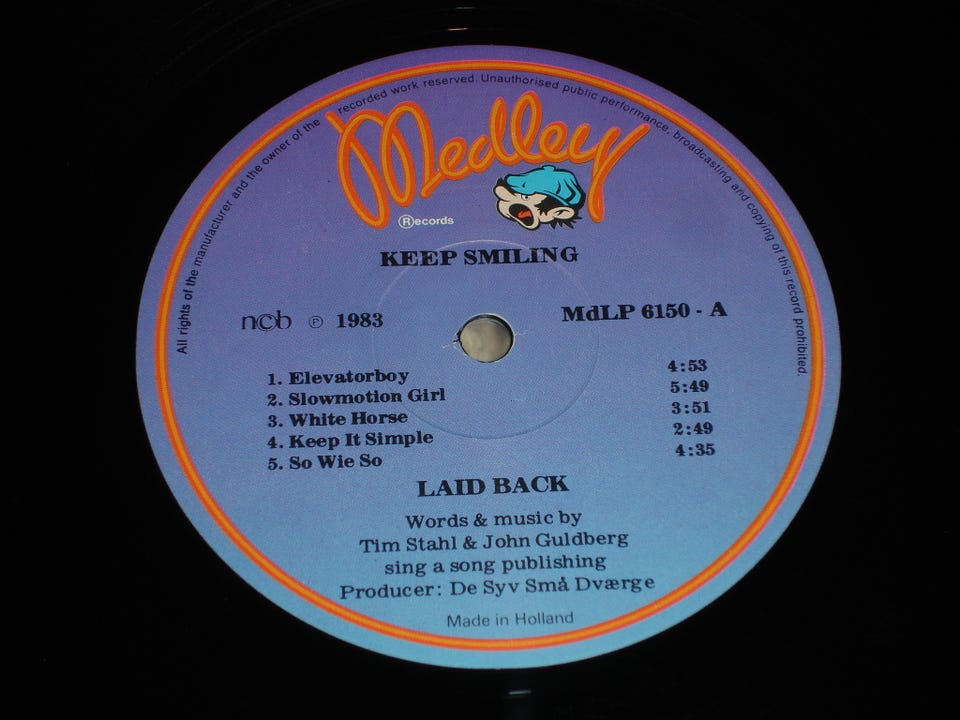 All rights of the manufacturer and the owner of the recorded work reserved. Unauthorised public performance, broadcasting and copying of this record prohibited.
Medley
Records
KEEP SMILING
ncb ℗ 1983
MdLP 6150 - A
1. Elevatorboy 4:53
2. Slowmotion Girl 5:49
3. White Horse 3:51
4. Keep It Simple 2:49
5. So Wie So 4:35
LAID BACK
Words & music by
Tim Stahl & John Guldberg
sing a song publishing
Producer: De Syv Små Dværge
Made in Holland